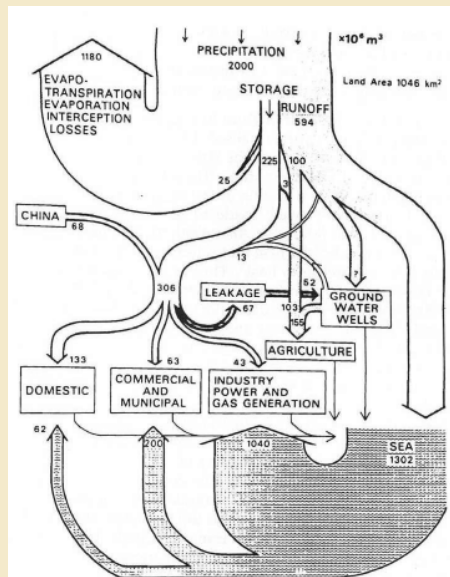 ×10⁶ m³
PRECIPITATION
2000
1180
Land Area 1046 km²
EVAPO-
TRANSPIRATION
EVAPORATION
INTERCEPTION
LOSSES
STORAGE
RUNOFF
594
225
100
25
3
CHINA
68
13
306
LEAKAGE
67
52
?
GROUND
WATER
WELLS
103
155
AGRICULTURE
133
63
43
DOMESTIC
COMMERCIAL
AND
MUNICIPAL
INDUSTRY
POWER AND
GAS GENERATION
62
200
1040
SEA
1302